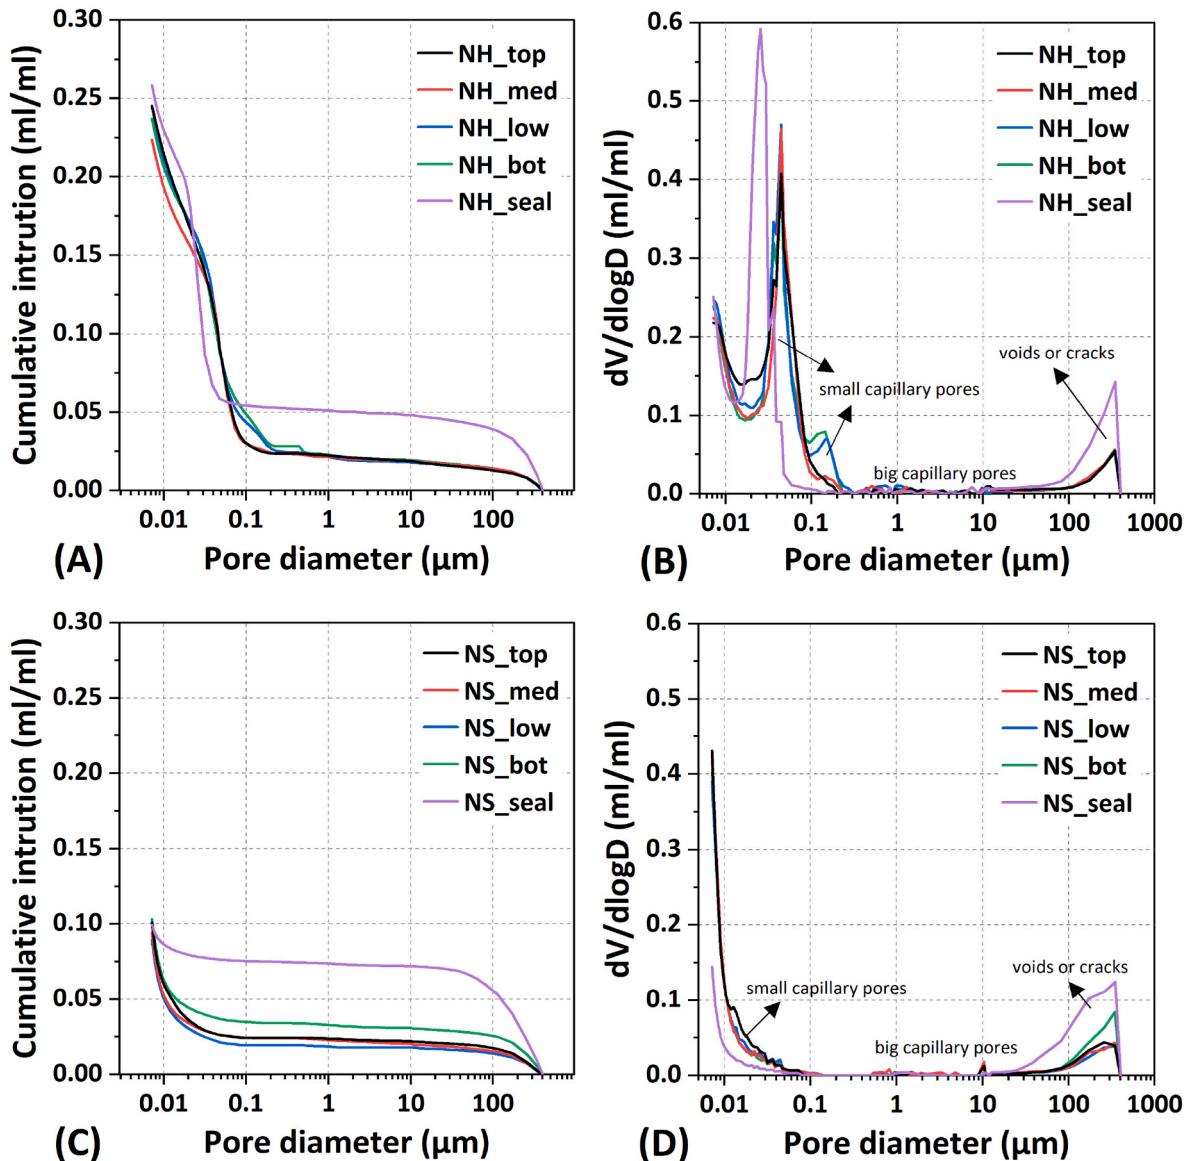 0.30
0.25
0.20
0.15
0.10
0.05
0.00
Cumulative intrution (ml/ml)
NH_top
NH_med
NH_low
NH_bot
NH_seal
0.01 0.1 1 10 100
Pore diameter (μm)
(A)
0.6
0.5
0.4
0.3
0.2
0.1
0.0
dV/dlogD (ml/ml)
NH_top
NH_med
NH_low
NH_bot
NH_seal
voids or cracks
small capillary pores
big capillary pores
0.01 0.1 1 10 100 1000
Pore diameter (μm)
(B)
0.30
0.25
0.20
0.15
0.10
0.05
0.00
Cumulative intrution (ml/ml)
NS_top
NS_med
NS_low
NS_bot
NS_seal
0.01 0.1 1 10 100
Pore diameter (μm)
(C)
0.6
0.5
0.4
0.3
0.2
0.1
0.0
dV/dlogD (ml/ml)
NS_top
NS_med
NS_low
NS_bot
NS_seal
voids or cracks
small capillary pores
big capillary pores
0.01 0.1 1 10 100 1000
Pore diameter (μm)
(D)